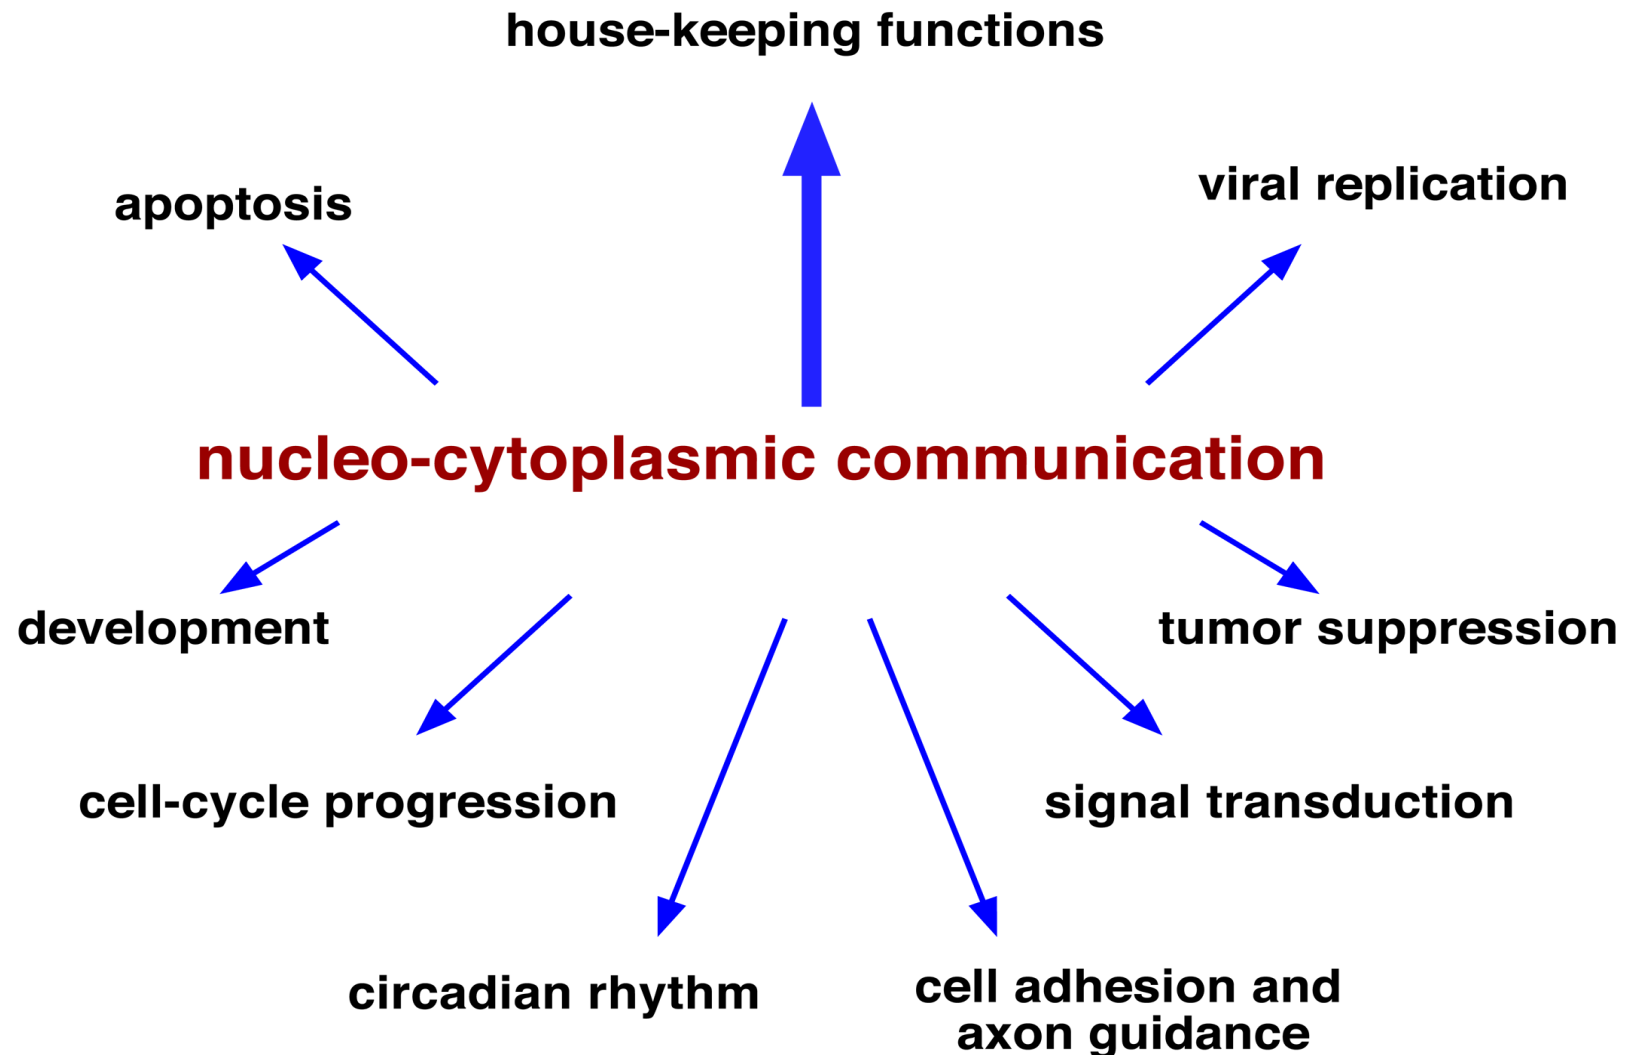 house-keeping functions
apoptosis
viral replication
nucleo-cytoplasmic communication
development
tumor suppression
cell-cycle progression
signal transduction
circadian rhythm
cell adhesion and
axon guidance